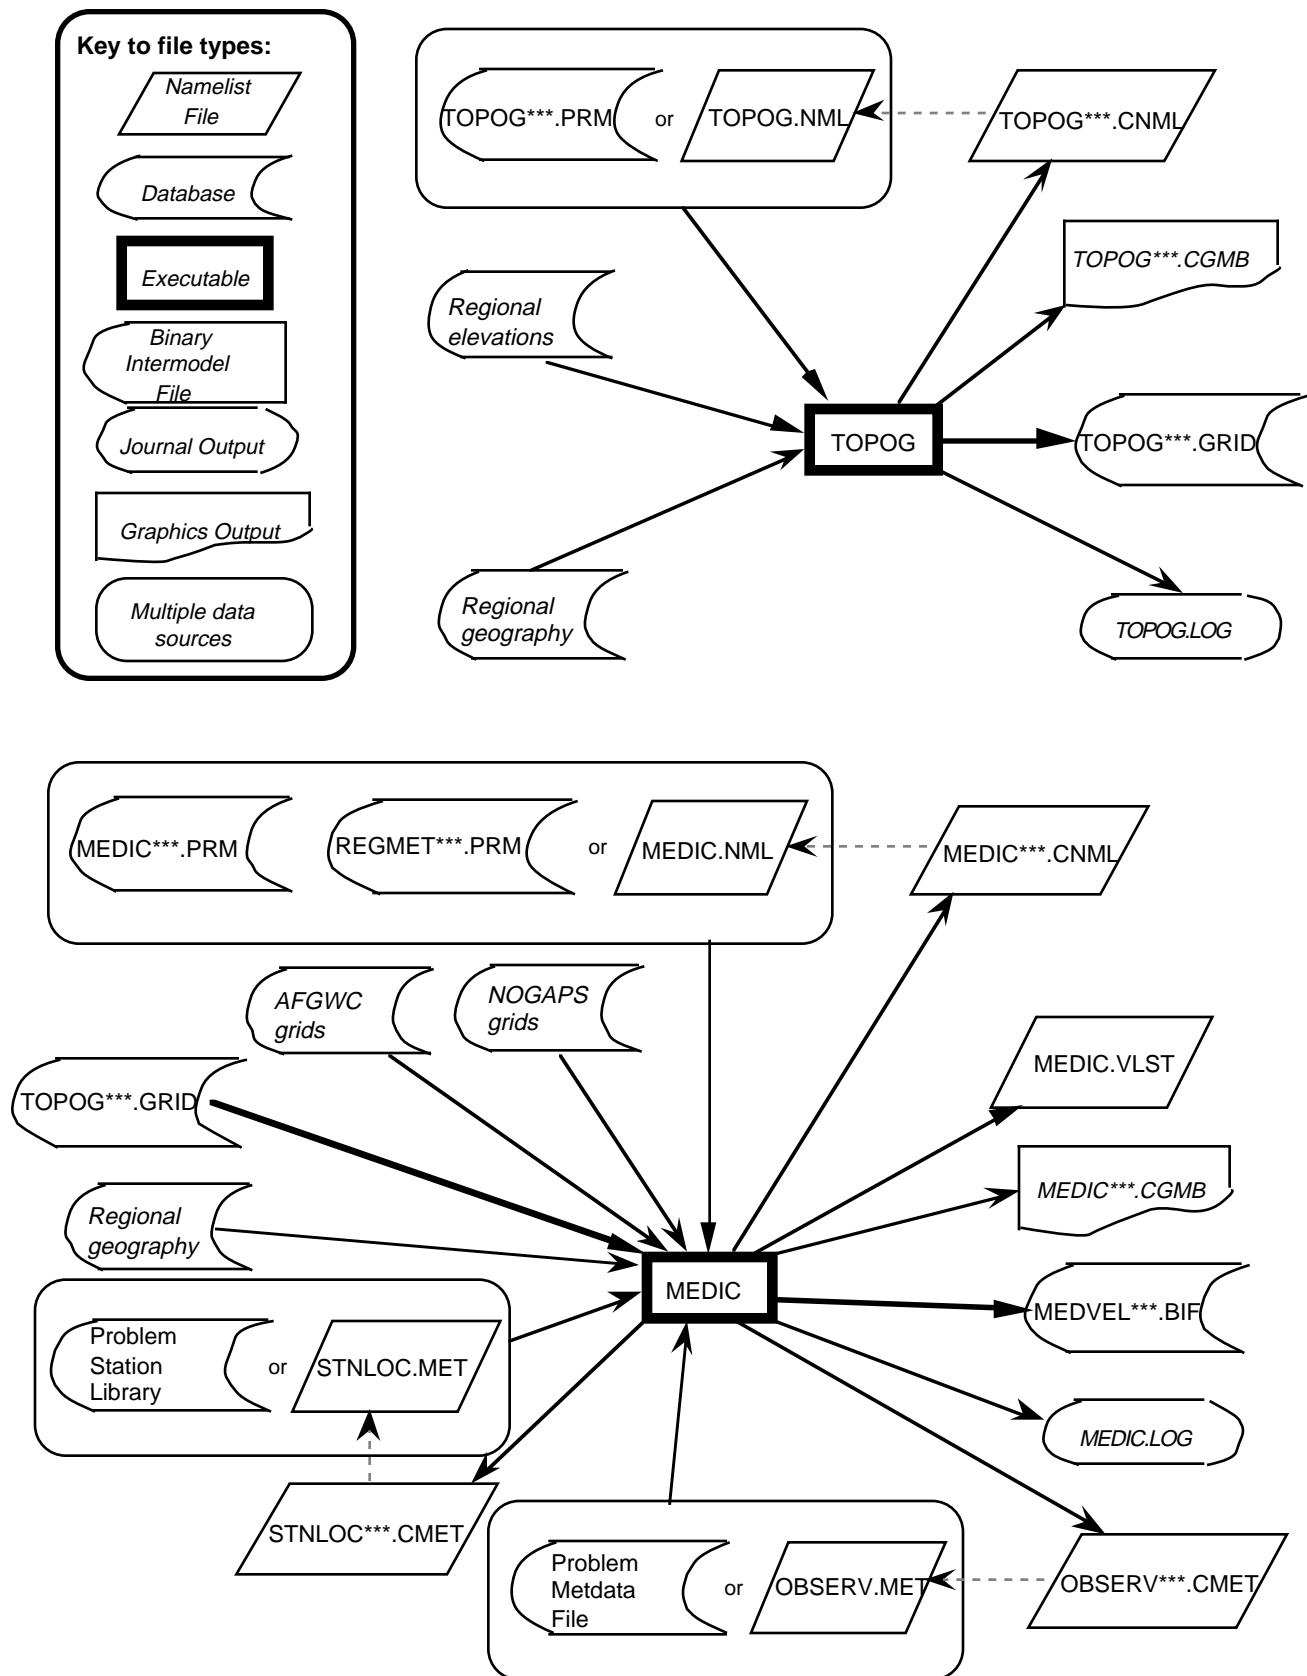 Key to file types:
Namelist
File
Database
Executable
Binary
Intermodel
File
Journal Output
Graphics Output
Multiple data
sources
TOPOG***.PRM
or
TOPOG.NML
TOPOG***.CNML
TOPOG***.CGMB
Regional
elevations
TOPOG
TOPOG***.GRID
Regional
geography
TOPOG.LOG
MEDIC***.PRM
REGMET***.PRM
or
MEDIC.NML
MEDIC***.CNML
AFGWC
grids
NOGAPS
grids
MEDIC.VLST
TOPOG***.GRID
MEDIC***.CGMB
Regional
geography
MEDIC
MEDVEL***.BIF
Problem
Station
Library
or
STNLOC.MET
MEDIC.LOG
STNLOC***.CMET
Problem
Metdata
File
or
OBSERV.MET
OBSERV***.CMET